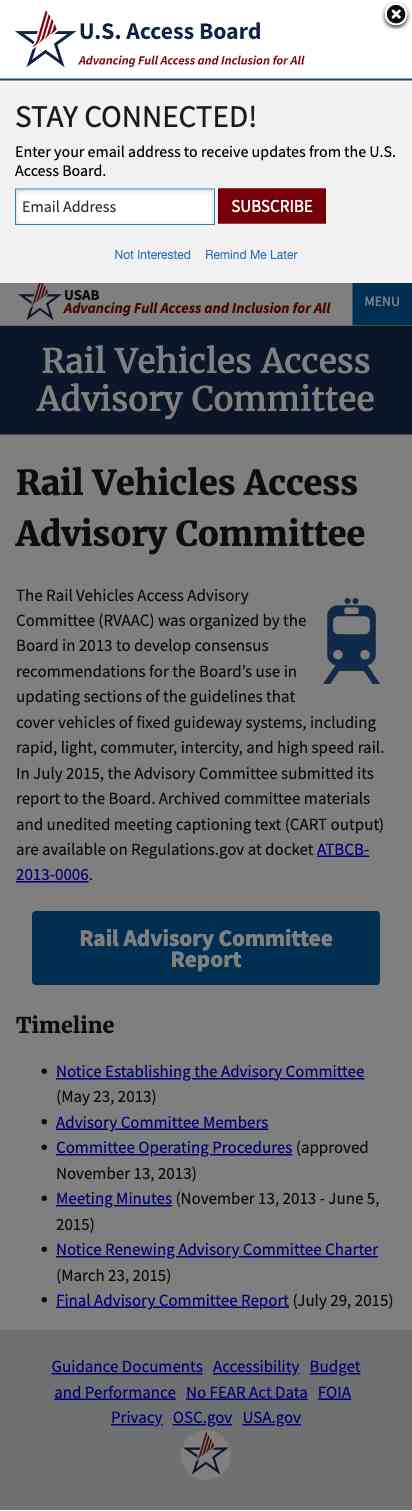 U.S. Access Board
Advancing Full Access and Inclusion for All
STAY CONNECTED!
Enter your email address to receive updates from the U.S.
Access Board.
Email Address
SUBSCRIBE
Not Interested Remind Me Later
USAB
Advancing Full Access and Inclusion for All
MENU
Rail Vehicles Access
Advisory Committee
Rail Vehicles Access
Advisory Committee
The Rail Vehicles Access Advisory
Committee (RVAAC) was organized by the
Board in 2013 to develop consensus
recommendations for the Board's use in
updating sections of the guidelines that
cover vehicles of fixed guideway systems, including
rapid, light, commuter, intercity, and high speed rail.
In July 2015, the Advisory Committee submitted its
report to the Board. Archived committee materials
and unedited meeting captioning text (CART output)
are available on Regulations.gov at docket ATBCB-
2013-0006.
Rail Advisory Committee
Report
Timeline
• Notice Establishing the Advisory Committee
(May 23, 2013)
• Advisory Committee Members
• Committee Operating Procedures (approved
November 13, 2013)
• Meeting Minutes (November 13, 2013 - June 5,
2015)
• Notice Renewing Advisory Committee Charter
(March 23, 2015)
• Final Advisory Committee Report (July 29, 2015)
Guidance Documents Accessibility Budget
and Performance No FEAR Act Data FOIA
Privacy OSC.gov USA.gov